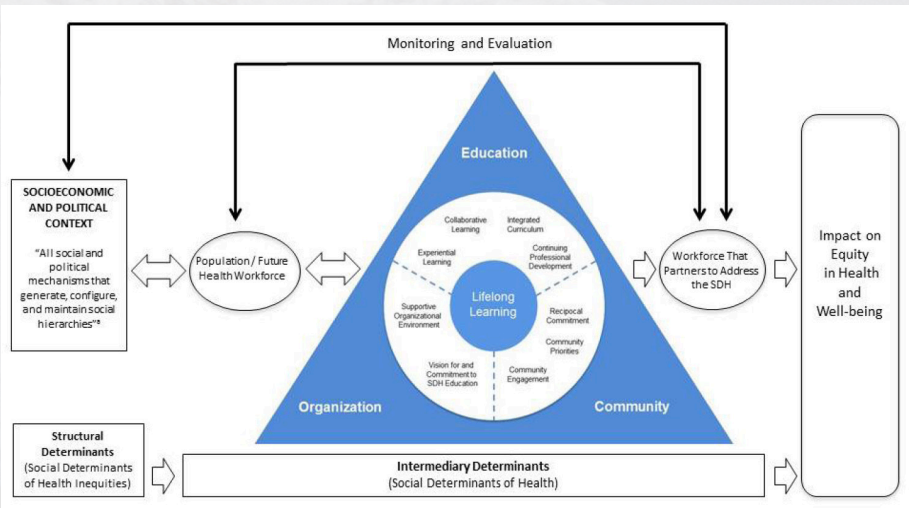 Monitoring and Evaluation
Education
SOCIOECONOMIC
AND POLITICAL
CONTEXT
"All social and
political
mechanisms that
generate, configure,
and maintain social
hierarchies"ᵃ
Population / Future
Health Workforce
Collaborative
Learning
Integrated
Curriculum
Experiential
Learning
Continuing
Professional
Development
Lifelong
Learning
Supportive
Organizational
Environment
Reciprocal
Commitment
Community
Priorities
Vision for and
Commitment to
SDH Education
Community
Engagement
Organization
Community
Workforce That
Partners to Address
the SDH
Impact on
Equity
in Health
and
Well-being
Structural
Determinants
(Social Determinants
of Health Inequities)
Intermediary Determinants
(Social Determinants of Health)